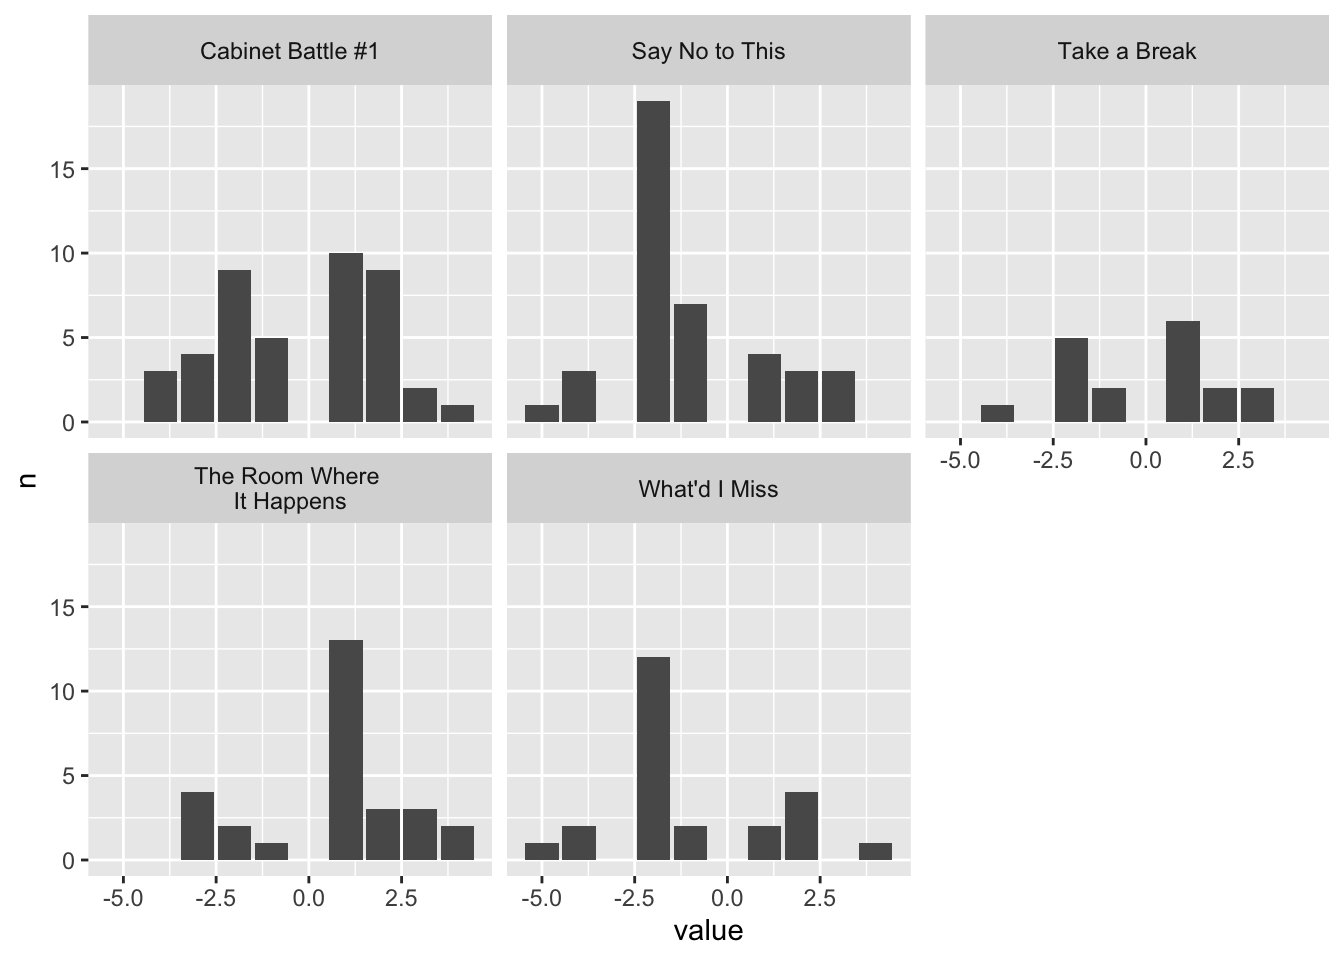 Cabinet Battle #1
Say No to This
Take a Break
15
10
5
0
-5.0 -2.5 0.0 2.5
The Room Where
It Happens
What'd I Miss
n
15
10
5
0
-5.0 -2.5 0.0 2.5
-5.0 -2.5 0.0 2.5
value